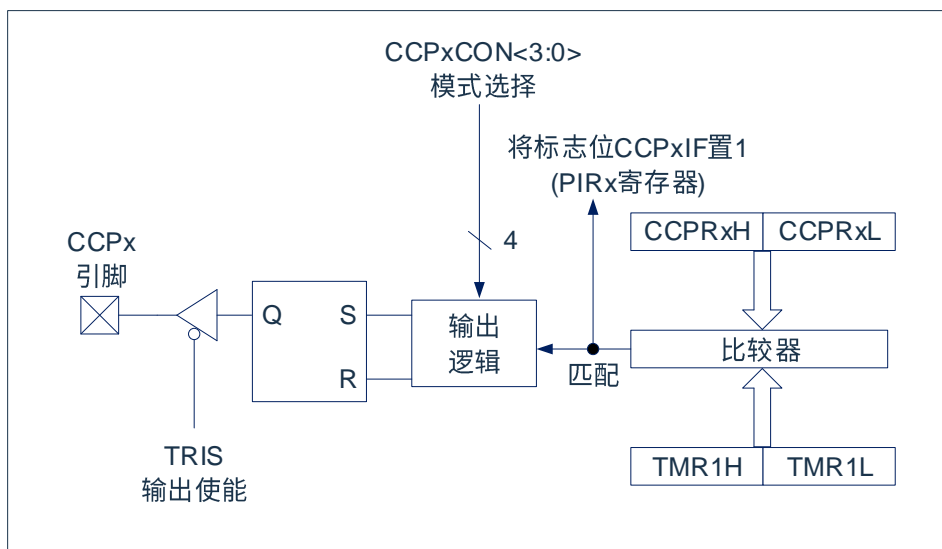 CCPxCON<3:0>
模式选择
将标志位CCPxIF置1
(PIRx寄存器)
CCPRxH CCPRxL
4
CCPx
引脚
Q S
R
输出
逻辑
匹配
比较器
TRIS
输出使能
TMR1H TMR1L